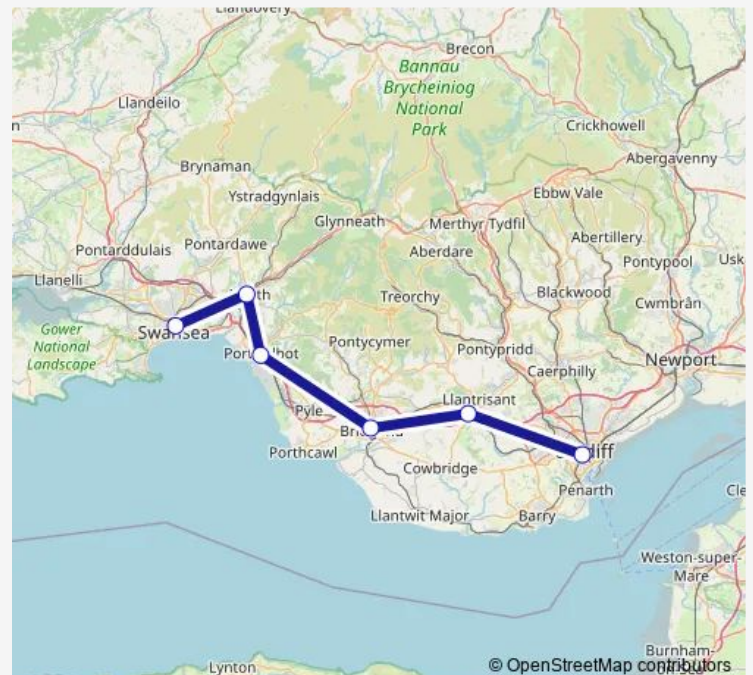 Llandovery
Brecon
Bannau
Brycheiniog
National
Park
Llandeilo
Crickhowell
Abergavenny
Brynaman
Ystradgynlais
Ebbw Vale
Glynneath
Merthyr Tydfil
Pontardawe
Abertillery
Pontarddulais
Aberdare
Pontypool
Usk
Llanelli
Treorchy
Blackwood
Cwmbrân
Gower
National
Landscape
Swansea
Pontycymer
Pontypridd
Newport
Caerphilly
Llantrisant
Pyle
Porthcawl
Cowbridge
Penarth
Llantwit Major
Barry
Weston-super-
Mare
Lynton
Burnham-
© OpenStreetMap contributors